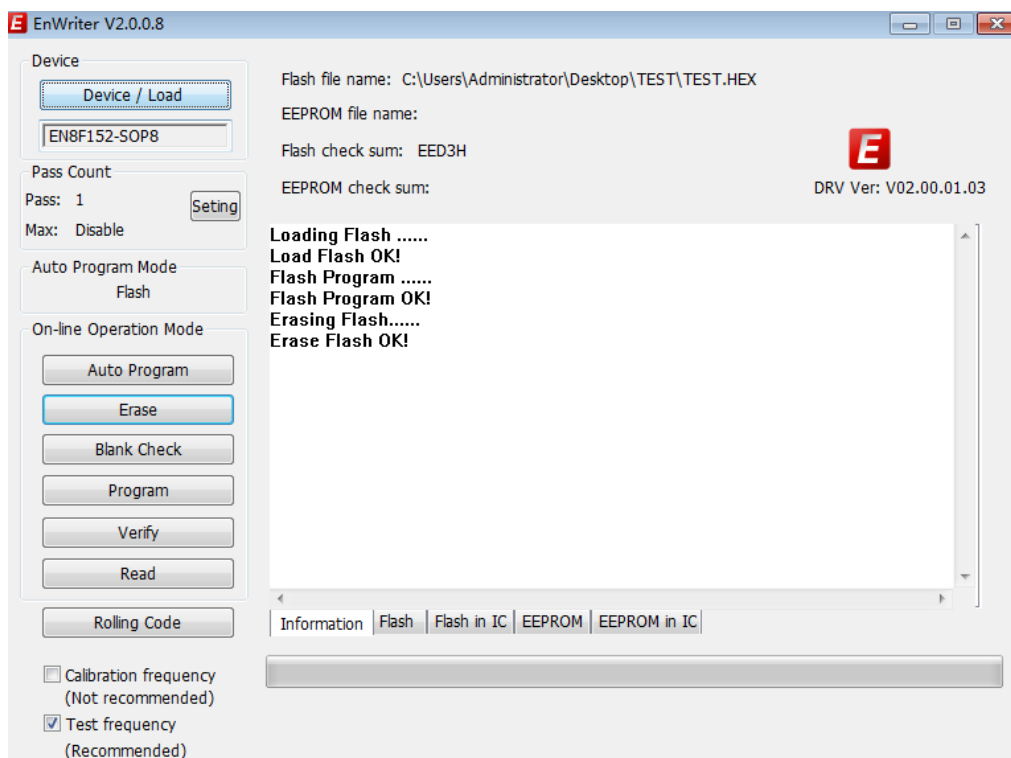 EnWriter V2.0.0.8
Device
Device / Load
EN8F152-SOP8
Pass Count
Pass: 1
Seting
Max: Disable
Auto Program Mode
Flash
On-line Operation Mode
Auto Program
Erase
Blank Check
Program
Verify
Read
Rolling Code
Calibration frequency
(Not recommended)
Test frequency
(Recommended)
Flash file name: C:\Users\Administrator\Desktop\TEST\TEST.HEX
EEPROM file name:
Flash check sum: EED3H
EEPROM check sum:
E
DRV Ver: V02.00.01.03
Loading Flash ......
Load Flash OK!
Flash Program ......
Flash Program OK!
Erasing Flash......
Erase Flash OK!
Information Flash Flash in IC EEPROM EEPROM in IC